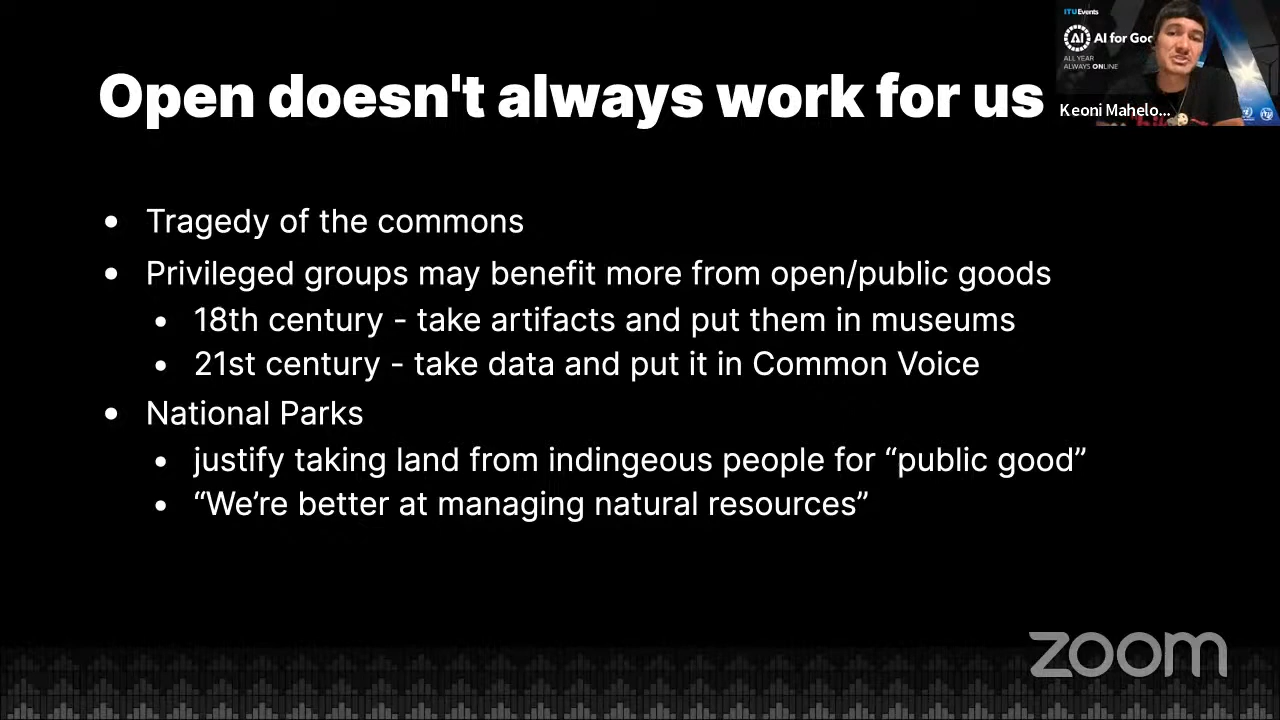 Open doesn't always work for us
• Tragedy of the commons
• Privileged groups may benefit more from open/public goods
• 18th century - take artifacts and put them in museums
• 21st century - take data and put it in Common Voice
• National Parks
• justify taking land from indingeous people for “public good”
• “We’re better at managing natural resources”
ITUEvents
AI AI for Goo
ALL YEAR
ALWAYS ONLINE
Keoni Mahelo...
zoom